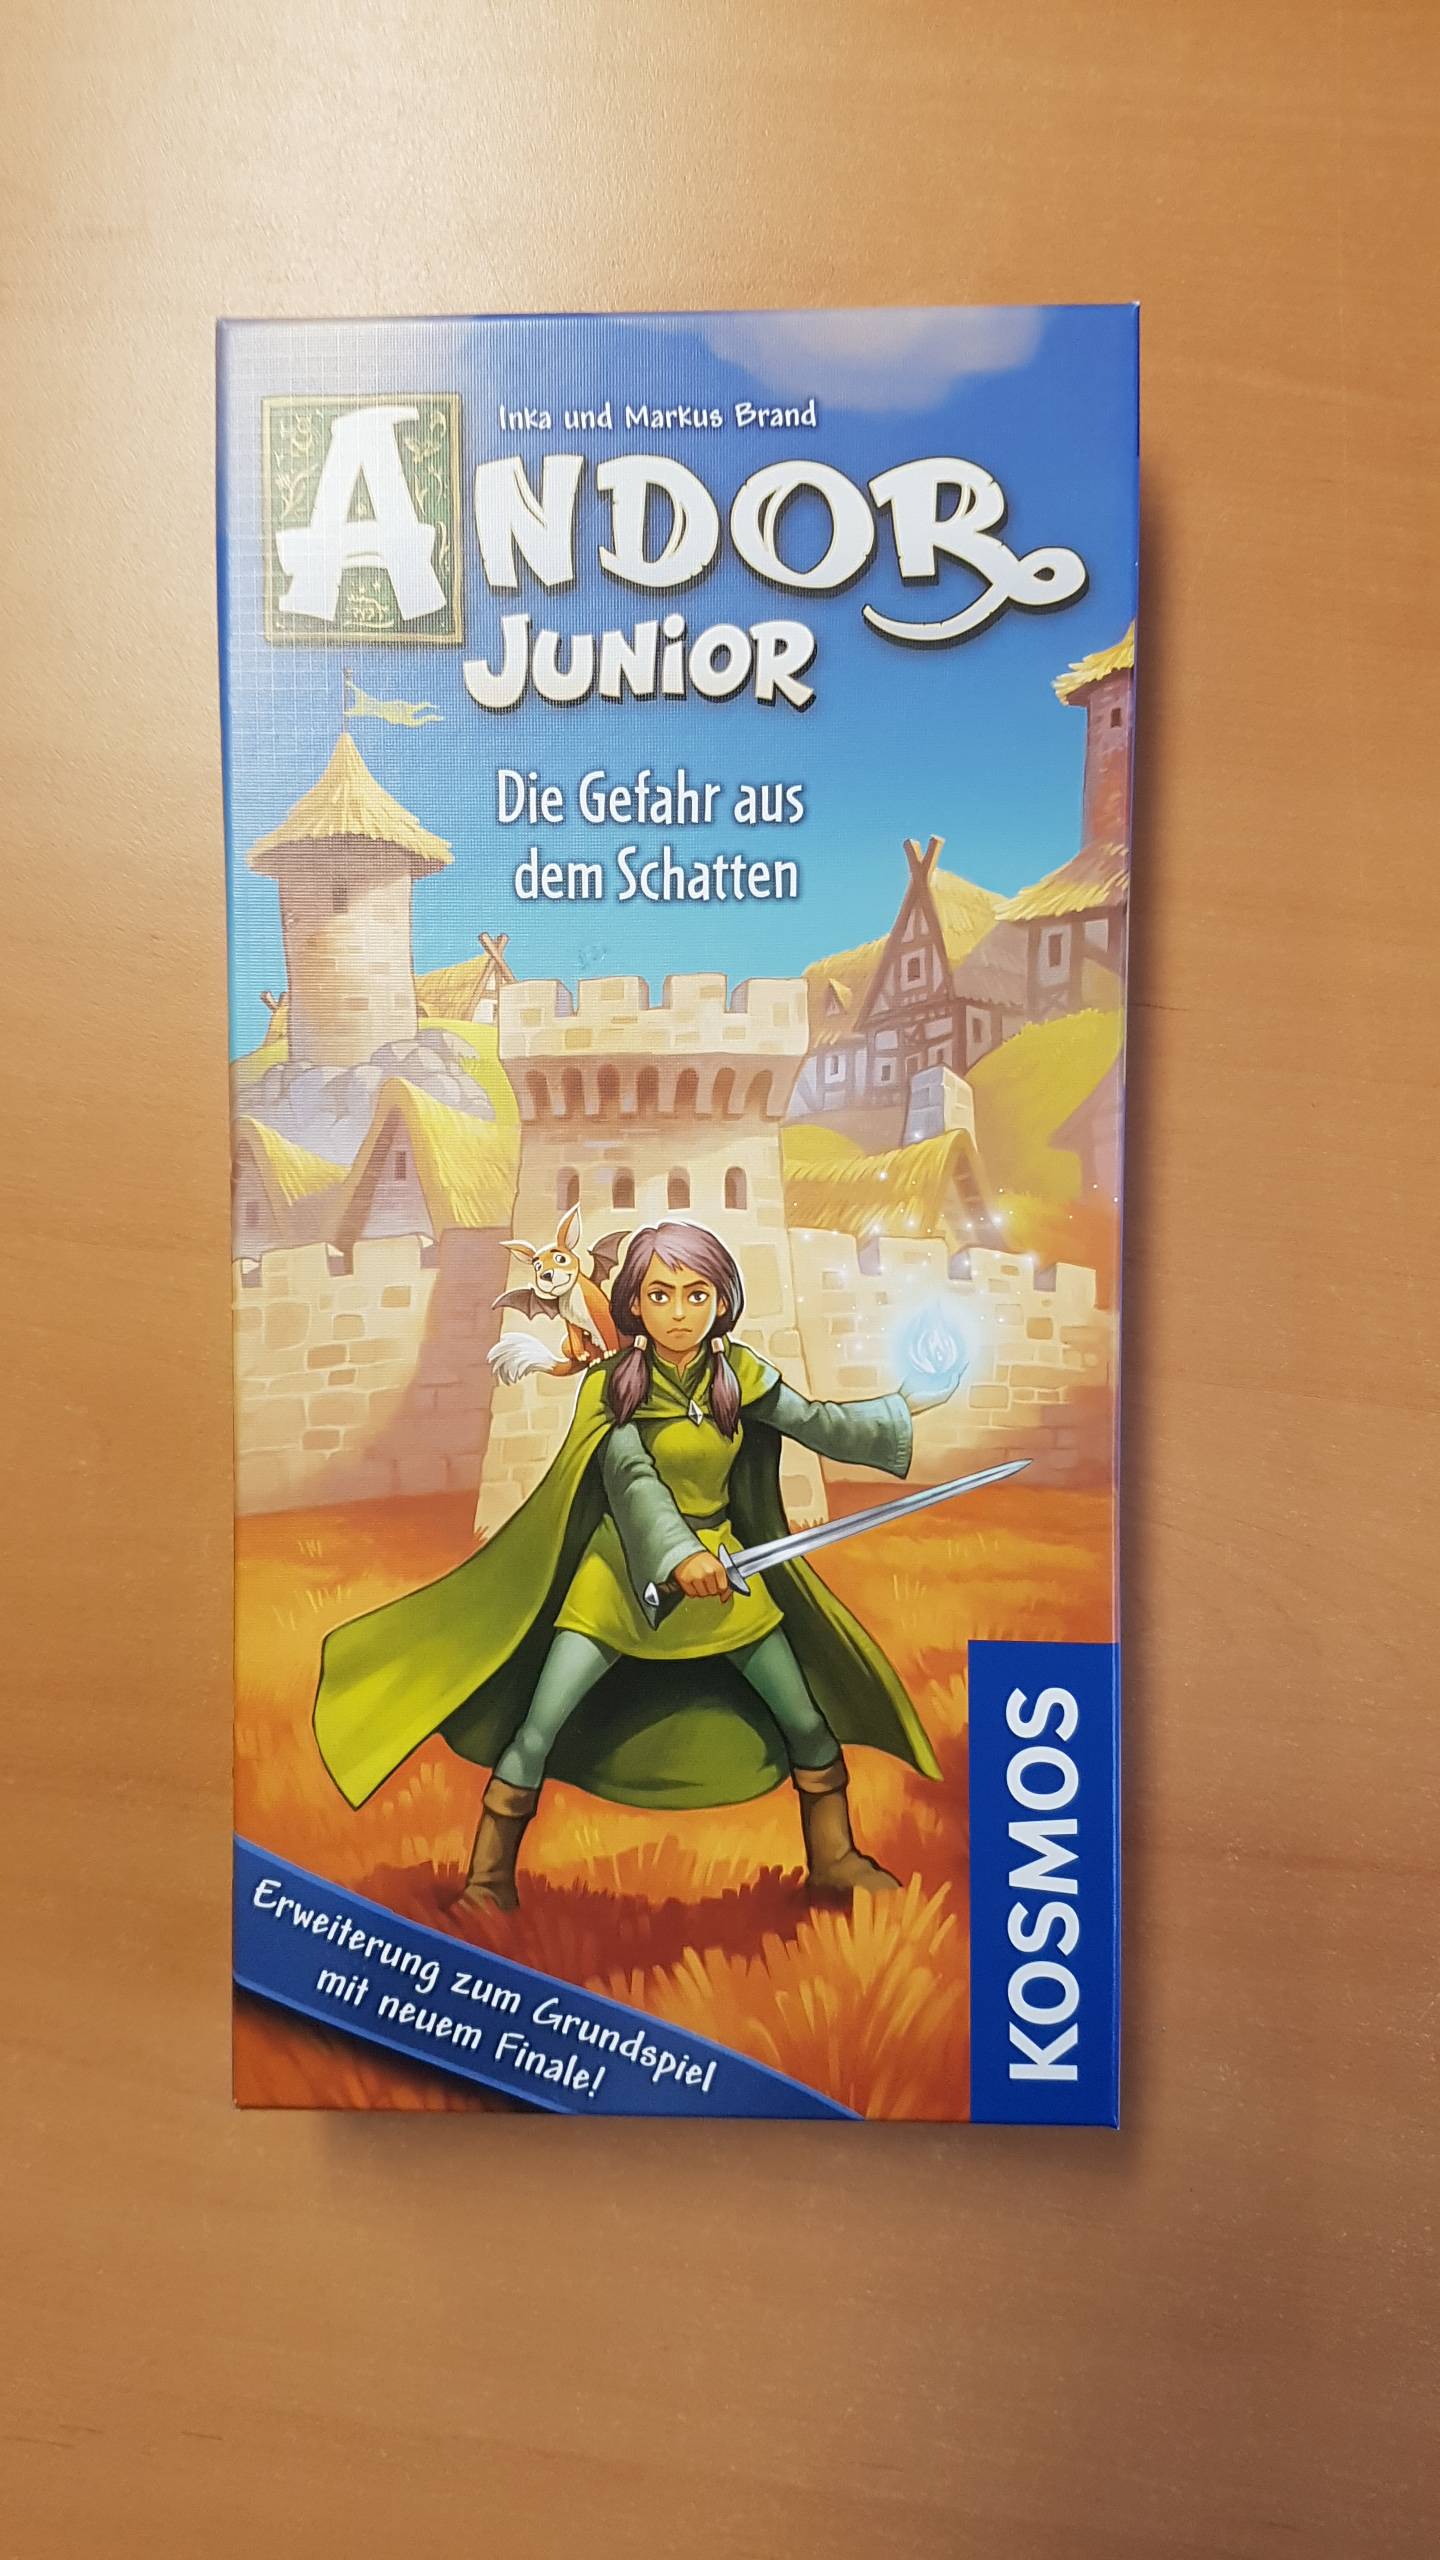 Inka und Markus Brand
ANDOR
JUNiOR
Die Gefahr aus
dem Schatten
Erweiterung zum Grundspiel
mit neuem Finale!
KOSMOS